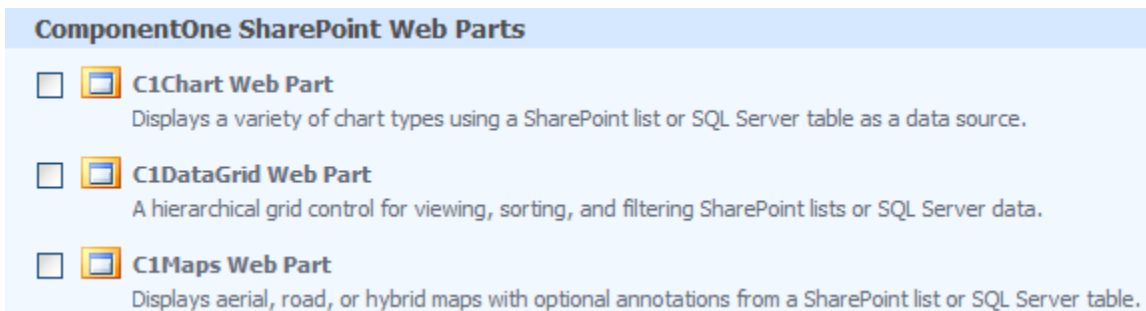 ComponentOne SharePoint Web Parts
C1Chart Web Part
Displays a variety of chart types using a SharePoint list or SQL Server table as a data source.
C1DataGrid Web Part
A hierarchical grid control for viewing, sorting, and filtering SharePoint lists or SQL Server data.
C1Maps Web Part
Displays aerial, road, or hybrid maps with optional annotations from a SharePoint list or SQL Server table.